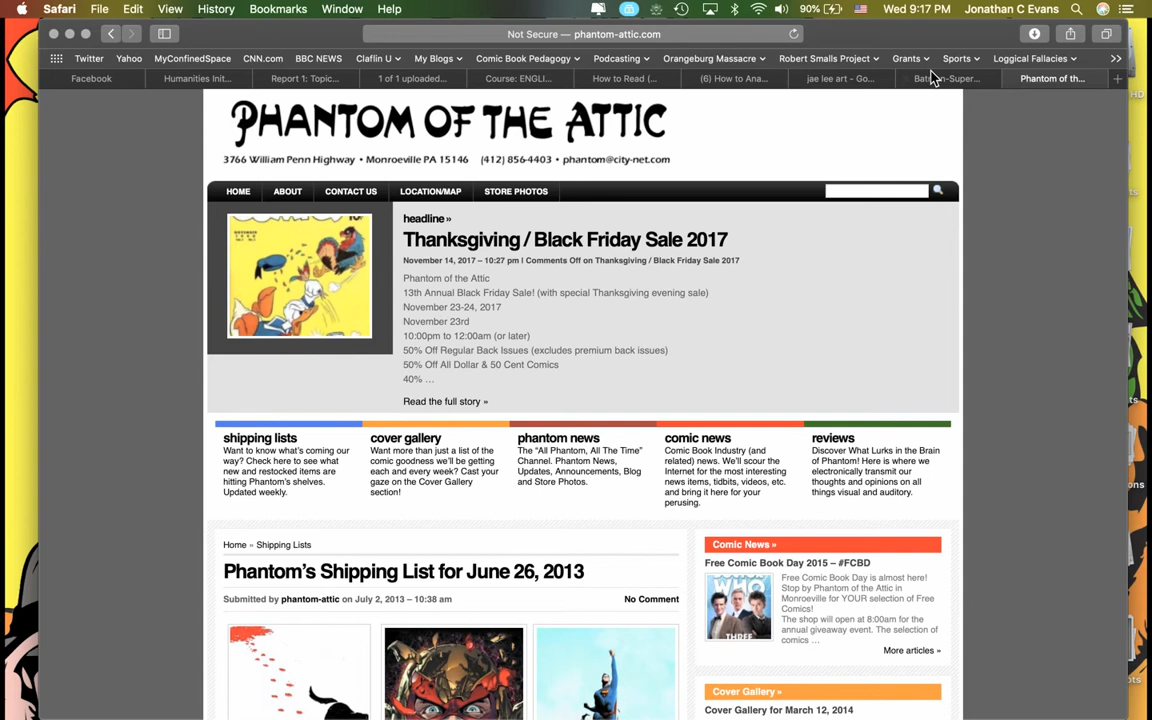 Safari File Edit View History Bookmarks Window Help 90% Wed 9:17 PM Jonathan C Evans
Not Secure — phantom-attic.com
Twitter Yahoo MyConfinedSpace CNN.com BBC NEWS Claflin U My Blogs Comic Book Pedagogy Podcasting Orangeburg Massacre Robert Smalls Project Grants Sports Loggical Fallacies
Facebook Humanities Init... Report 1: Topic... 1 of 1 uploaded... Course: ENGLI... How to Read (... (6) How to Ana... jae lee art - Go... Phantom of th...
PHANTOM OF THE ATTIC
3766 William Penn Highway • Monroeville PA 15146 (412) 856-4403 • phantom@city-net.com
HOME ABOUT CONTACT US LOCATION/MAP STORE PHOTOS
headline »
Thanksgiving / Black Friday Sale 2017
November 14, 2017 – 10:27 pm | Comments Off on Thanksgiving / Black Friday Sale 2017
Phantom of the Attic
13th Annual Black Friday Sale! (with special Thanksgiving evening sale)
November 23-24, 2017
November 23rd
10:00pm to 12:00am (or later)
50% Off Regular Back Issues (excludes premium back issues)
50% Off All Dollar & 50 Cent Comics
40% …
Read the full story »
shipping lists
Want to know what's coming our
way? Check here to see what
new and restocked items are
hitting Phantom's shelves.
Updated weekly.
cover gallery
Want more than just a list of the
comic goodness we'll be getting
each and every week? Cast your
gaze on the Cover Gallery
section!
phantom news
The "All Phantom, All The Time"
Channel. Phantom News,
Updates, Announcements, Blog
and Store Photos.
comic news
Comic Book Industry (and
related) news. We'll scour the
Internet for the most interesting
news items, tidbits, videos, etc.
and bring it here for your
perusing.
reviews
Discover What Lurks in the Brain
of Phantom! Here is where we
electronically transmit our
thoughts and opinions on all
things visual and auditory.
Home » Shipping Lists
Phantom's Shipping List for June 26, 2013
Submitted by phantom-attic on July 2, 2013 – 10:38 am No Comment
Comic News »
Free Comic Book Day 2015 – #FCBD
WHO
THREE
Free Comic Book Day is almost here!
Stop by Phantom of the Attic in
Monroeville for YOUR selection of Free
Comics!
The shop will open at 8:00am for the
annual giveaway event. The selection of
comics …
More articles »
Cover Gallery »
Cover Gallery for March 12, 2014